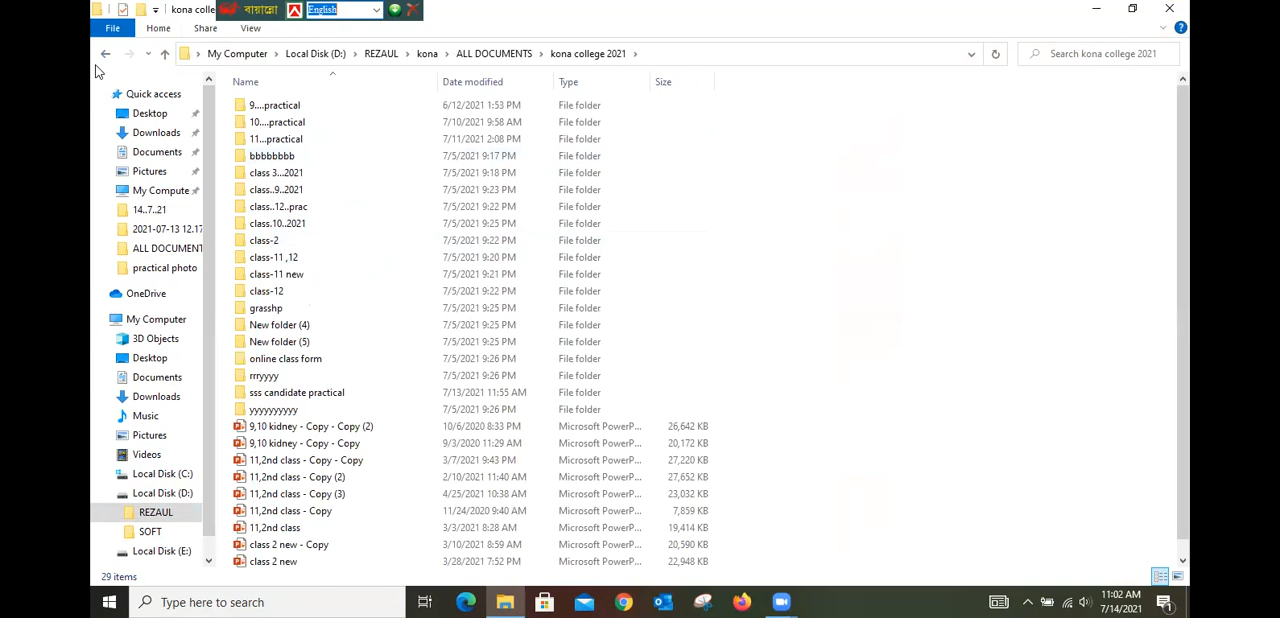 kona colle বায়ান্নো English
File Home Share View
My Computer Local Disk (D:) REZAUL kona ALL DOCUMENTS kona college 2021 Search kona college 2021
Name Date modified Type Size
Quick access
Desktop
Downloads
Documents
Pictures
My Compute
14..7..21
2021-07-13 12.17
ALL DOCUMENT
practical photo
OneDrive
My Computer
3D Objects
Desktop
Documents
Downloads
Music
Pictures
Videos
Local Disk (C:)
Local Disk (D:)
REZAUL
SOFT
Local Disk (E:)
9....practical 6/12/2021 1:53 PM File folder
10....practical 7/10/2021 9:58 AM File folder
11...practical 7/11/2021 2:08 PM File folder
bbbbbbbb 7/5/2021 9:17 PM File folder
class 3...2021 7/5/2021 9:18 PM File folder
class..9..2021 7/5/2021 9:23 PM File folder
class..12..prac 7/5/2021 9:22 PM File folder
class.10..2021 7/5/2021 9:25 PM File folder
class-2 7/5/2021 9:22 PM File folder
class-11 ,12 7/5/2021 9:20 PM File folder
class-11 new 7/5/2021 9:21 PM File folder
class-12 7/5/2021 9:22 PM File folder
grasshp 7/5/2021 9:25 PM File folder
New folder (4) 7/5/2021 9:25 PM File folder
New folder (5) 7/5/2021 9:25 PM File folder
online class form 7/5/2021 9:26 PM File folder
rrryyyy 7/5/2021 9:26 PM File folder
sss candidate practical 7/13/2021 11:55 AM File folder
yyyyyyyyyy 7/5/2021 9:26 PM File folder
9,10 kidney - Copy - Copy (2) 10/6/2020 8:33 PM Microsoft PowerP... 26,642 KB
9,10 kidney - Copy - Copy 9/3/2020 11:29 AM Microsoft PowerP... 20,172 KB
11,2nd class - Copy - Copy 3/7/2021 9:43 PM Microsoft PowerP... 27,220 KB
11,2nd class - Copy (2) 2/10/2021 11:40 AM Microsoft PowerP... 27,652 KB
11,2nd class - Copy (3) 4/25/2021 10:38 AM Microsoft PowerP... 23,032 KB
11,2nd class - Copy 11/24/2020 9:40 AM Microsoft PowerP... 7,859 KB
11,2nd class 3/3/2021 8:28 AM Microsoft PowerP... 19,414 KB
class 2 new - Copy 3/10/2021 8:59 AM Microsoft PowerP... 20,590 KB
class 2 new 3/28/2021 7:52 PM Microsoft PowerP... 22,948 KB
29 items
Type here to search
11:02 AM
7/14/2021